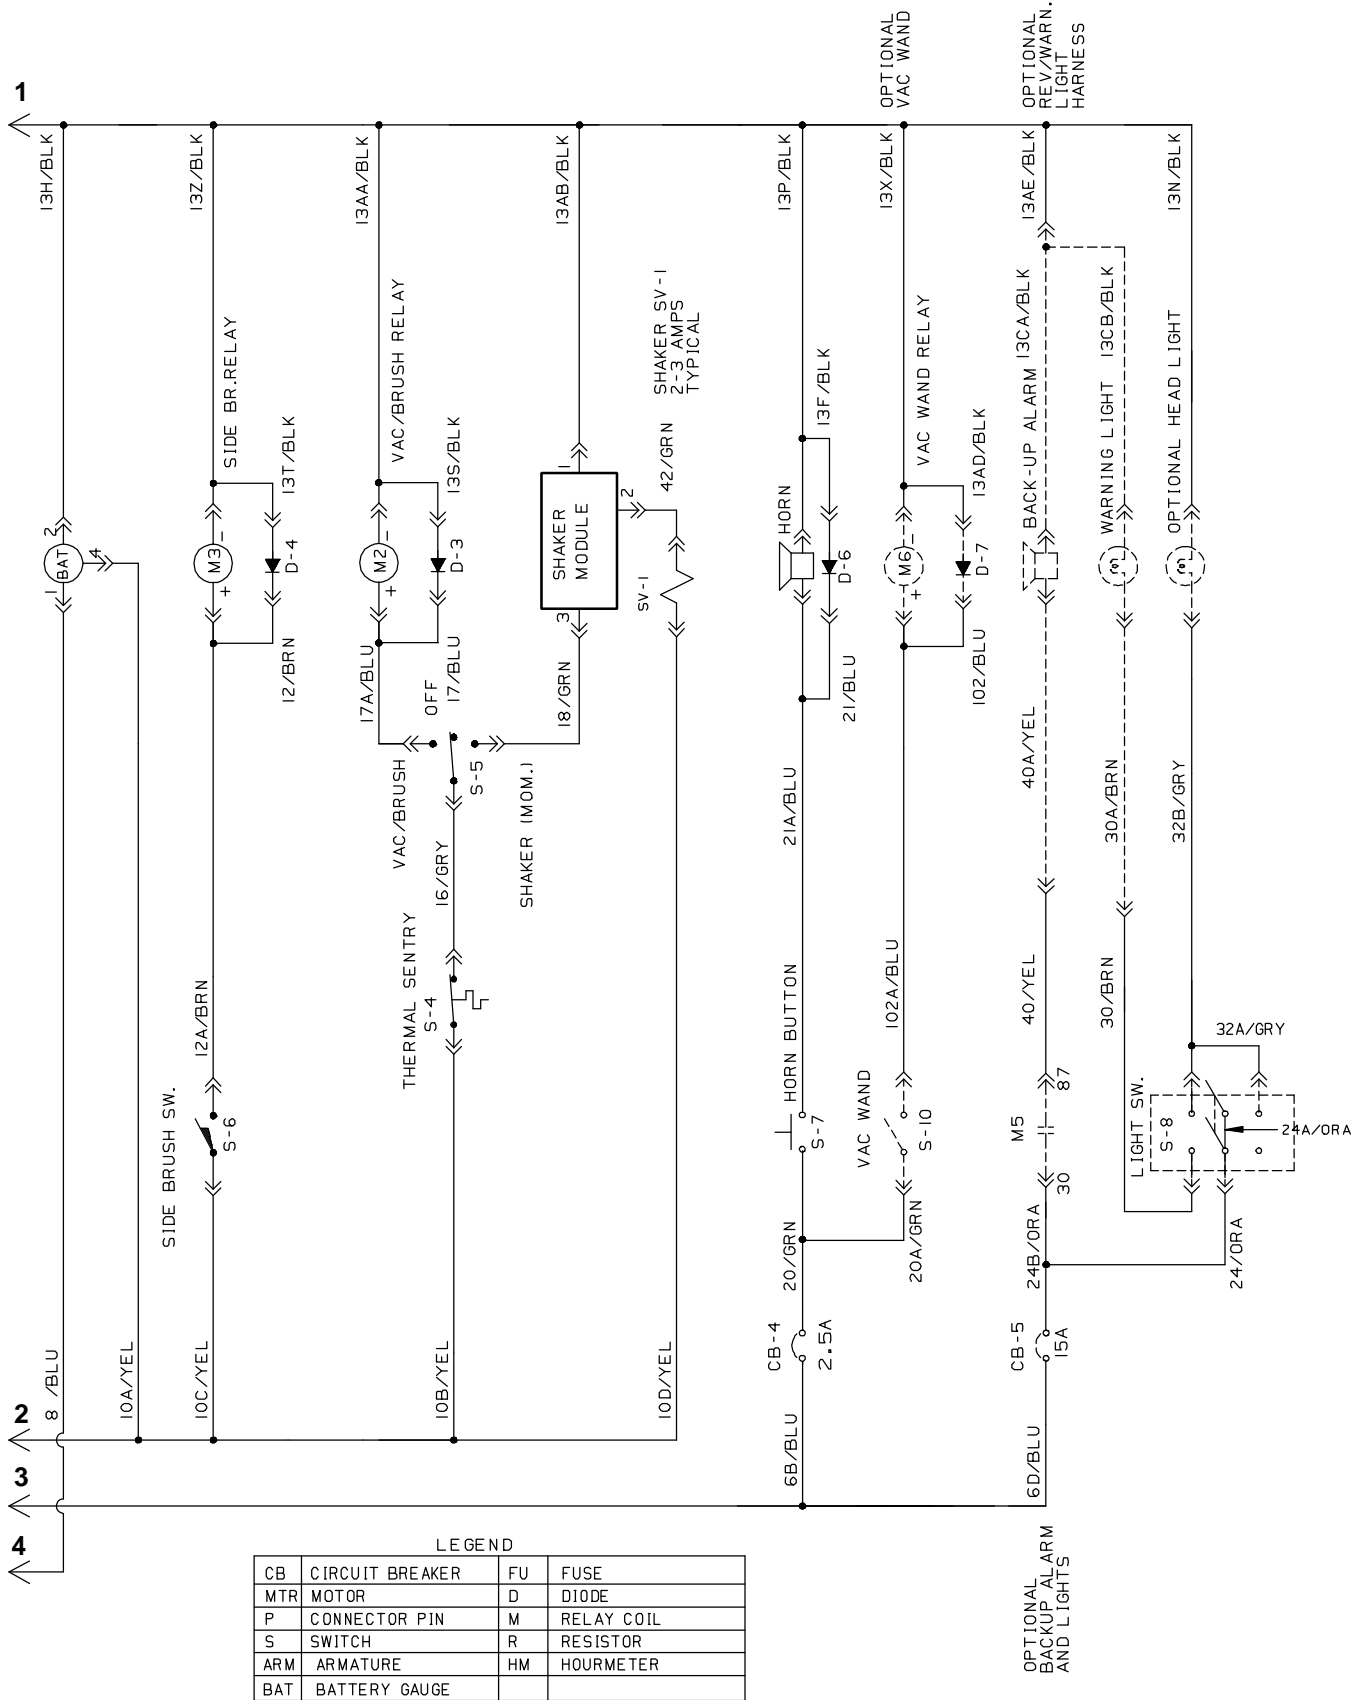 OPTIONAL
VAC WAND
OPTIONAL
REV/WARN.
LIGHT
HARNESS
1
13H/BLK
13Z/BLK
13AA/BLK
13AB/BLK
13P/BLK
13X/BLK
13AE/BLK
13N/BLK
SIDE BR.RELAY
VAC/BRUSH RELAY
SHAKER SV-1
2-3 AMPS
TYPICAL
13F/BLK
VAC WAND RELAY
13CA/BLK
13CB/BLK
13T/BLK
13S/BLK
42/GRN
13AD/BLK
BACK-UP ALARM
WARNING LIGHT
OPTIONAL HEAD LIGHT
2
BAT
4
1
M3
-
+
D-4
M2
-
+
D-3
1
SHAKER
MODULE
2
3
SV-1
HORN
D-6
M6
-
+
D-7
12/BRN
17A/BLU
OFF
17/BLU
18/GRN
21/BLU
102/BLU
VAC/BRUSH
S-5
SHAKER (MOM.)
21A/BLU
40A/YEL
30A/BRN
32B/GRY
16/GRY
THERMAL SENTRY
S-4
12A/BRN
HORN BUTTON
102A/BLU
40/YEL
30/BRN
32A/GRY
SIDE BRUSH SW.
S-6
S-7
VAC WAND
S-10
M5
87
30
LIGHT SW.
S-8
24A/ORA
20/GRN
20A/GRN
24B/ORA
24/ORA
CB-4
2.5A
CB-5
15A
8 /BLU
10A/YEL
10C/YEL
10B/YEL
10D/YEL
2
6B/BLU
6D/BLU
3
4
OPTIONAL
BACKUP ALARM
AND LIGHTS
LEGEND
CB CIRCUIT BREAKER FU FUSE
MTR MOTOR D DIODE
P CONNECTOR PIN M RELAY COIL
S SWITCH R RESISTOR
ARM ARMATURE HM HOURMETER
BAT BATTERY GAUGE